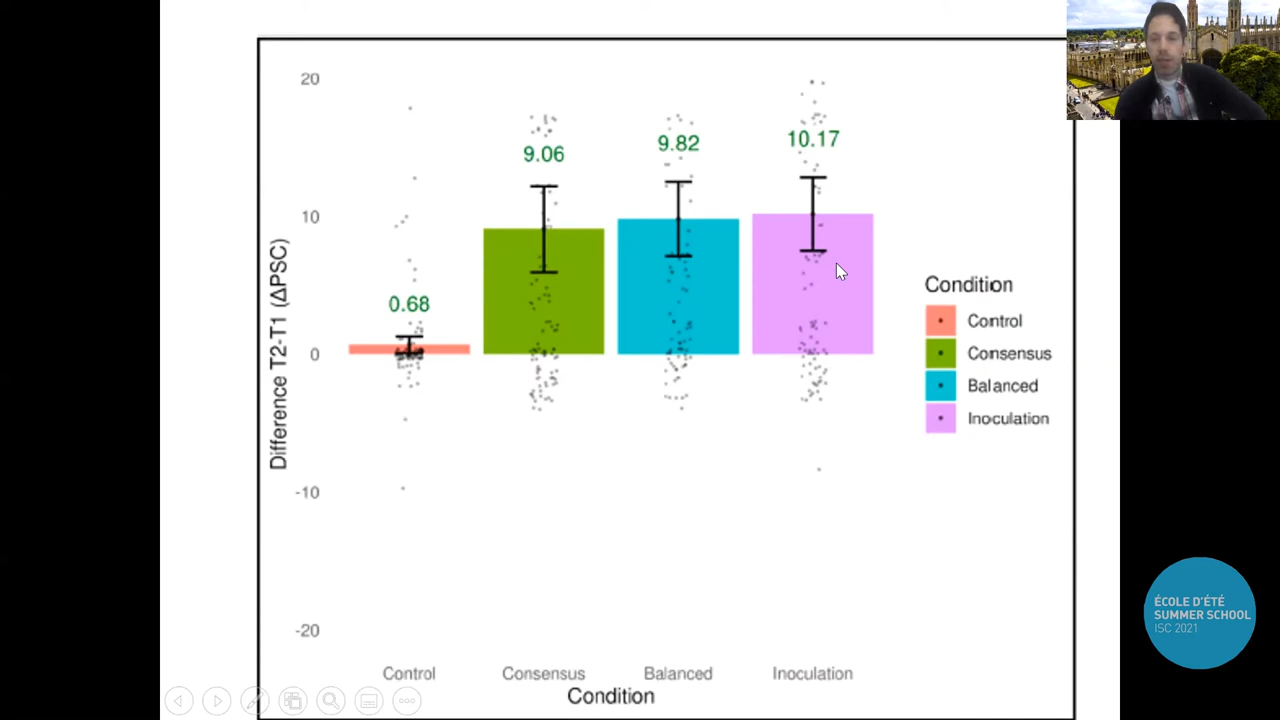 20
10
0
-10
-20
Difference T2-T1 (ΔPSC)
0.68
9.06
9.82
10.17
Control
Consensus
Balanced
Inoculation
Condition
Condition
Control
Consensus
Balanced
Inoculation
ÉCOLE D'ÉTÉ
SUMMER SCHOOL
ISC 2021